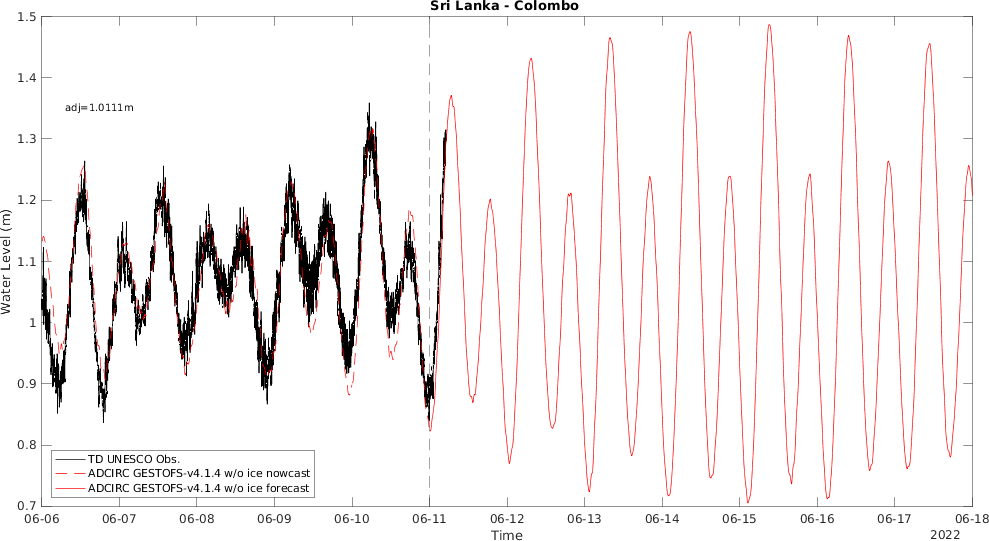 Sri Lanka - Colombo
1.5
1.4
1.3
1.2
1.1
1
0.9
0.8
0.7
Water Level (m)
adj=1.0111m
TD UNESCO Obs.
ADCIRC GESTOFS-v4.1.4 w/o ice nowcast
ADCIRC GESTOFS-v4.1.4 w/o ice forecast
06-06 06-07 06-08 06-09 06-10 06-11 06-12 06-13 06-14 06-15 06-16 06-17 06-18
Time
2022